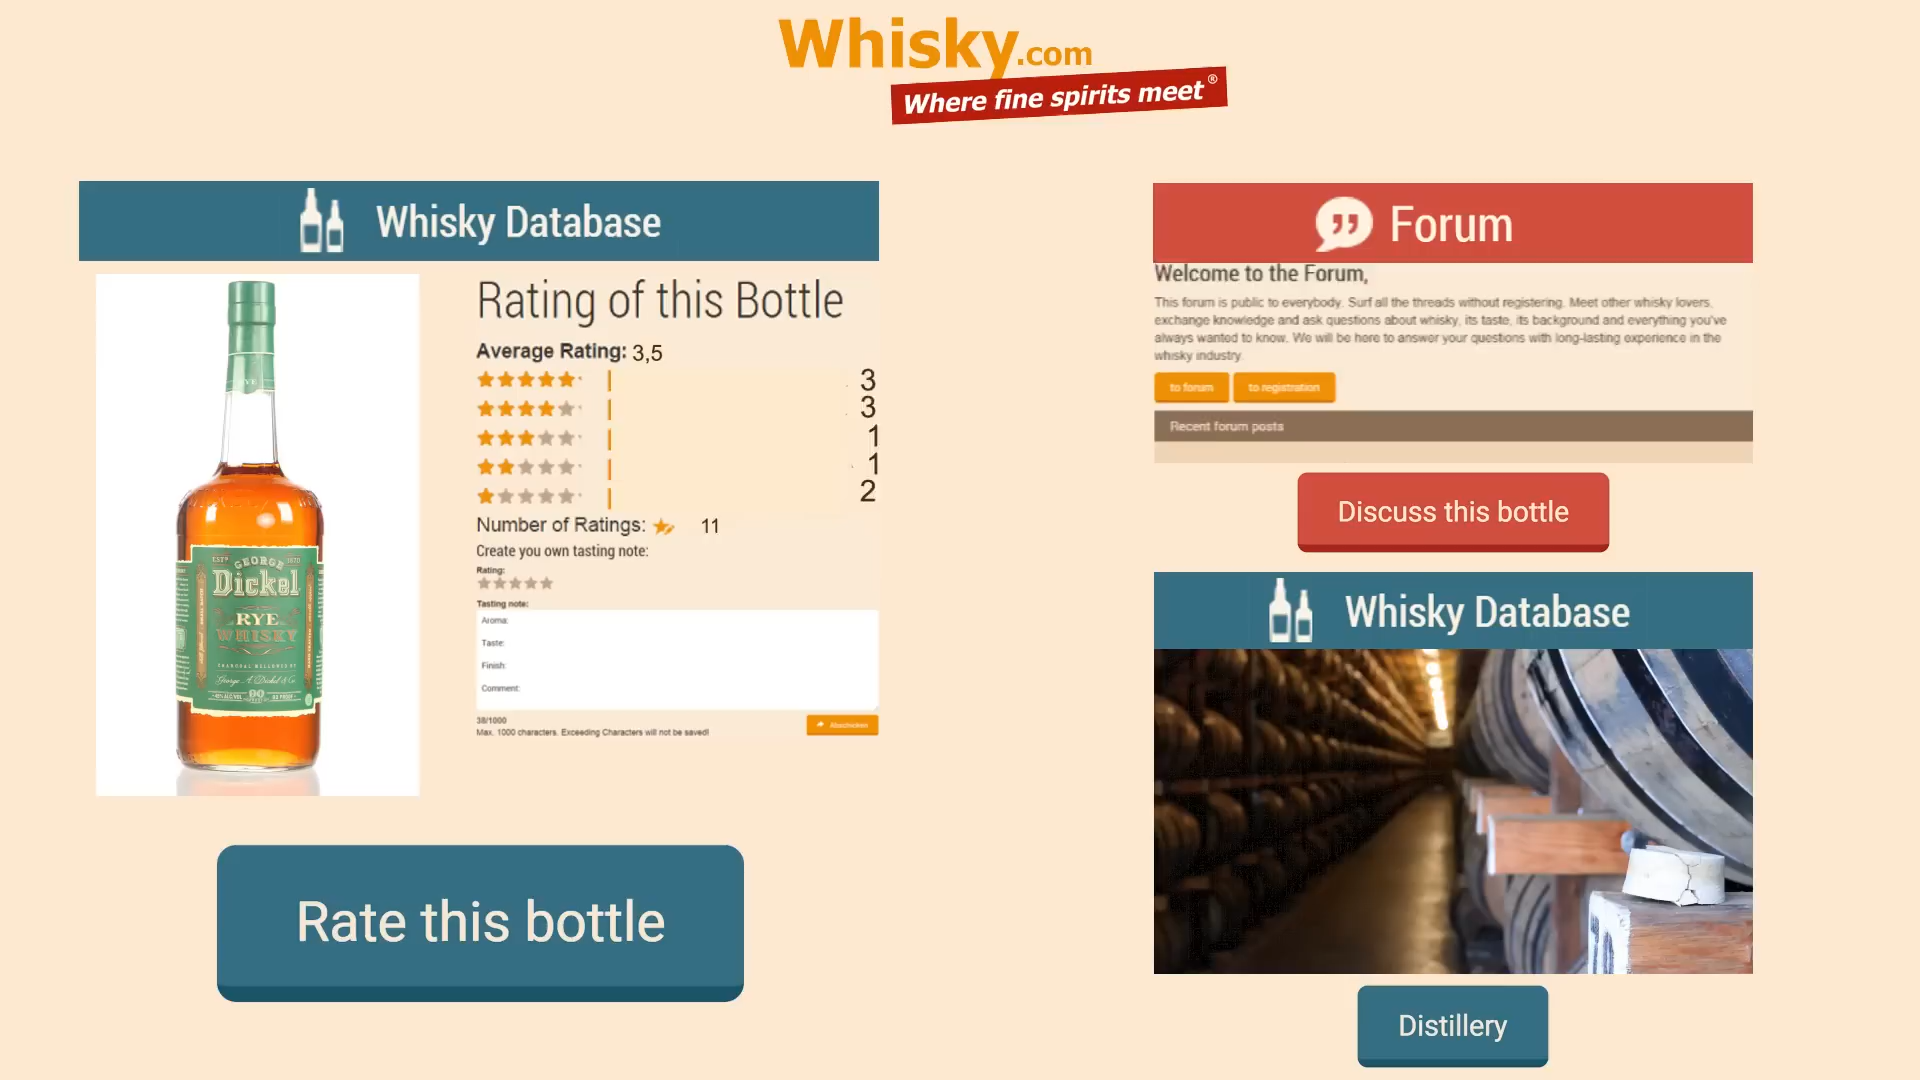 Whisky.com
Where fine spirits meet®
Whisky Database
Rating of this Bottle
Average Rating: 3,5
3
3
1
1
2
Number of Ratings: 11
Create you own tasting note:
Rating:
Tasting note:
Aroma:
Taste:
Finish:
Comment:
38/1000
Max. 1000 characters. Exceeding Characters will not be saved!
Abschicken
RYE
GEORGE
Dickel
RYE
WHISKY
George A. Dickel & Co.
90
Rate this bottle
Forum
Welcome to the Forum,
This forum is public to everybody. Surf all the threads without registering. Meet other whisky lovers,
exchange knowledge and ask questions about whisky, its taste, its background and everything you've
always wanted to know. We will be here to answer your questions with long-lasting experience in the
whisky industry.
to forum
to registration
Recent forum posts
Discuss this bottle
Whisky Database
Distillery